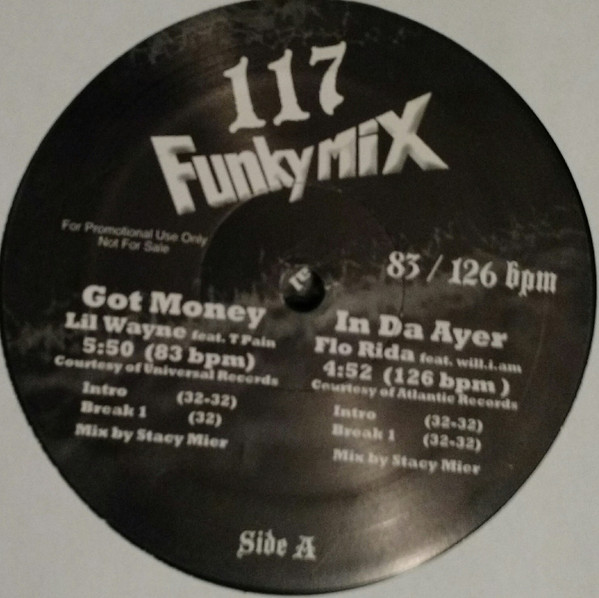 117
Funkymix
For Promotional Use Only
Not For Sale
83 / 126 bpm
Got Money
Lil Wayne feat. T Pain
5:50 (83 bpm)
Courtesy of Universal Records
Intro (32-32)
Break 1 (32)
Mix by Stacy Mier
In Da Ayer
Flo Rida feat. will.i.am
4:52 (126 bpm )
Courtesy of Atlantic Records
Intro (32-32)
Break 1 (32-32)
Mix by Stacy Mier
Side A